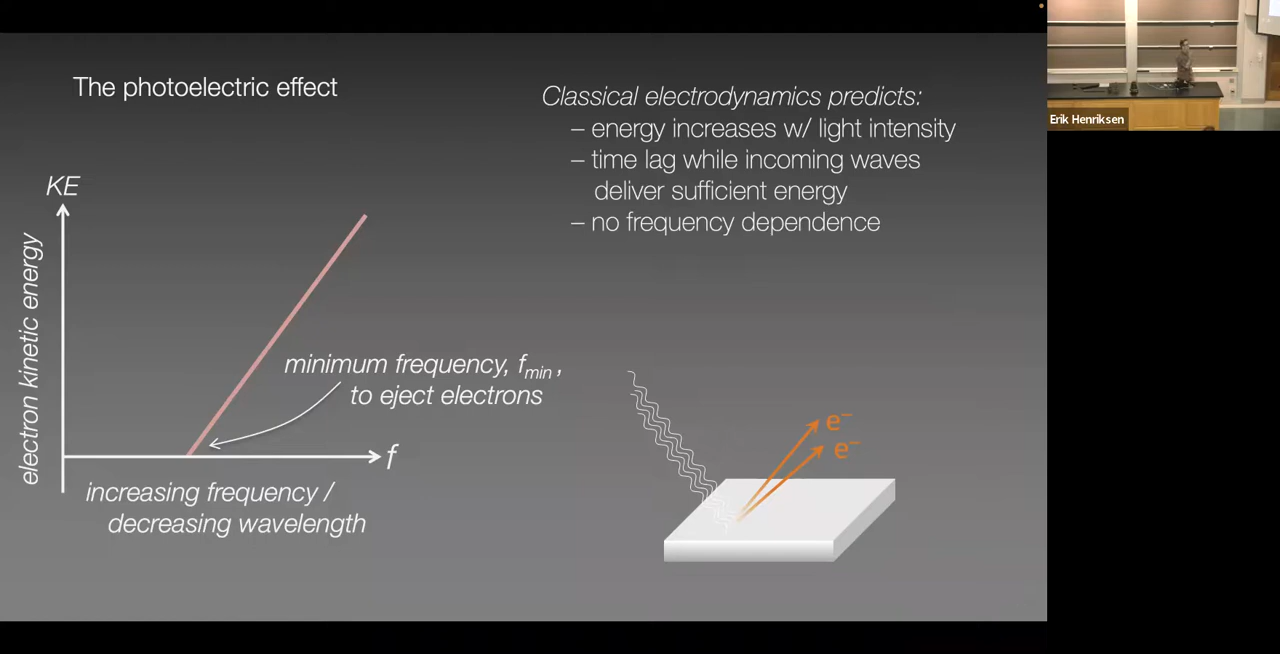 The photoelectric effect
KE
electron kinetic energy
minimum frequency, fmin ,
to eject electrons
f
increasing frequency /
decreasing wavelength
Classical electrodynamics predicts:
– energy increases w/ light intensity
– time lag while incoming waves
deliver sufficient energy
– no frequency dependence
e–
e–
Erik Henriksen